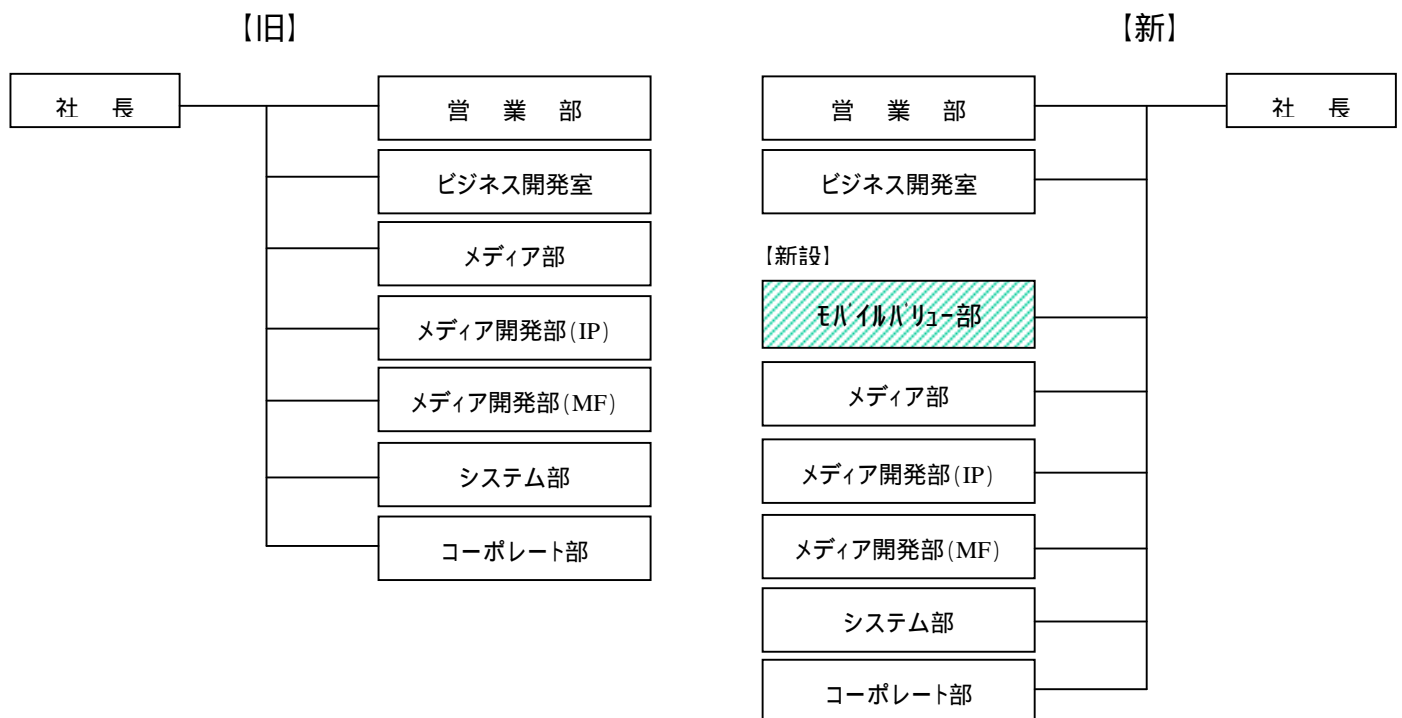 【旧】
社 長
営 業 部
ビジネス開発室
メディア部
メディア開発部(IP)
メディア開発部(MF)
システム部
コーポレート部
【新】
営 業 部
社 長
ビジネス開発室
【新設】
ﾓﾊﾞｲﾙﾊﾞﾘｭｰ部
メディア部
メディア開発部(IP)
メディア開発部(MF)
システム部
コーポレート部